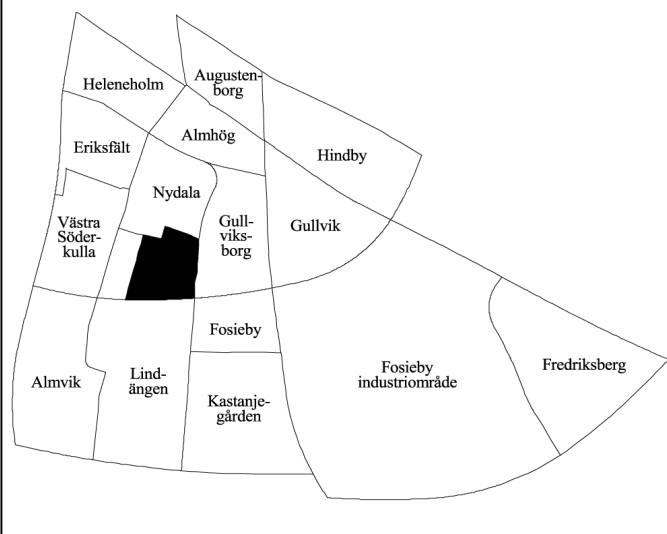 Heleneholm
Augusten-
borg
Almhög
Eriksfält
Hindby
Nydala
Västra
Söder-
kulla
Gull-
viks-
borg
Gullvik
Fosieby
Almvik
Lind-
ängen
Kastanje-
gården
Fosieby
industriområde
Fredriksberg